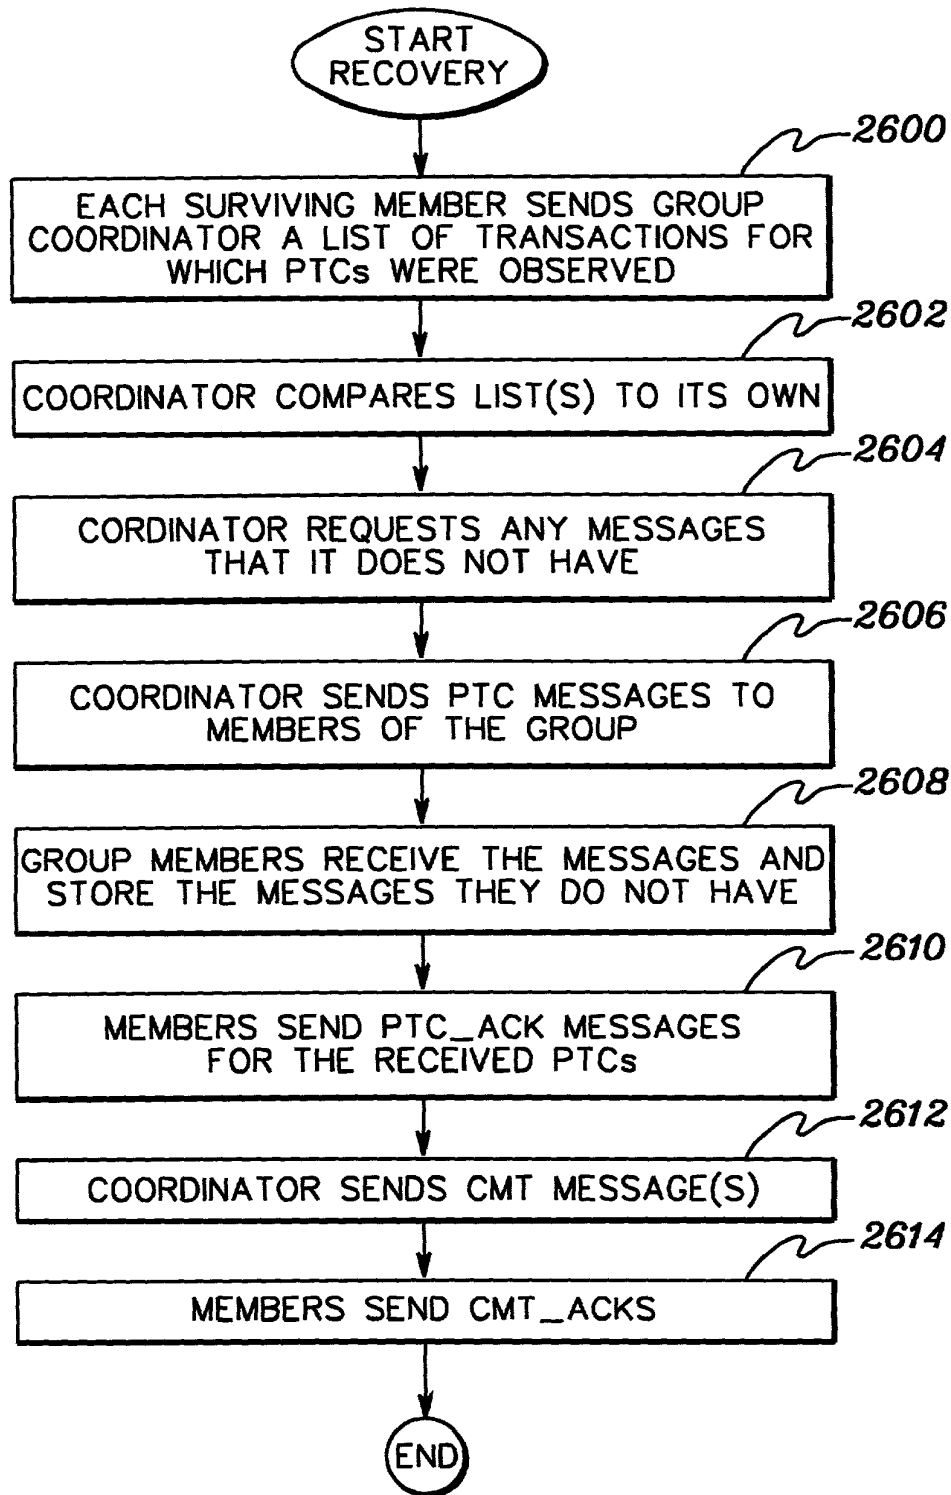 START
RECOVERY
2600
EACH SURVIVING MEMBER SENDS GROUP
COORDINATOR A LIST OF TRANSACTIONS FOR
WHICH PTCs WERE OBSERVED
2602
COORDINATOR COMPARES LIST(S) TO ITS OWN
2604
CORDINATOR REQUESTS ANY MESSAGES
THAT IT DOES NOT HAVE
2606
COORDINATOR SENDS PTC MESSAGES TO
MEMBERS OF THE GROUP
2608
GROUP MEMBERS RECEIVE THE MESSAGES AND
STORE THE MESSAGES THEY DO NOT HAVE
2610
MEMBERS SEND PTC_ACK MESSAGES
FOR THE RECEIVED PTCs
2612
COORDINATOR SENDS CMT MESSAGE(S)
2614
MEMBERS SEND CMT_ACKS
END